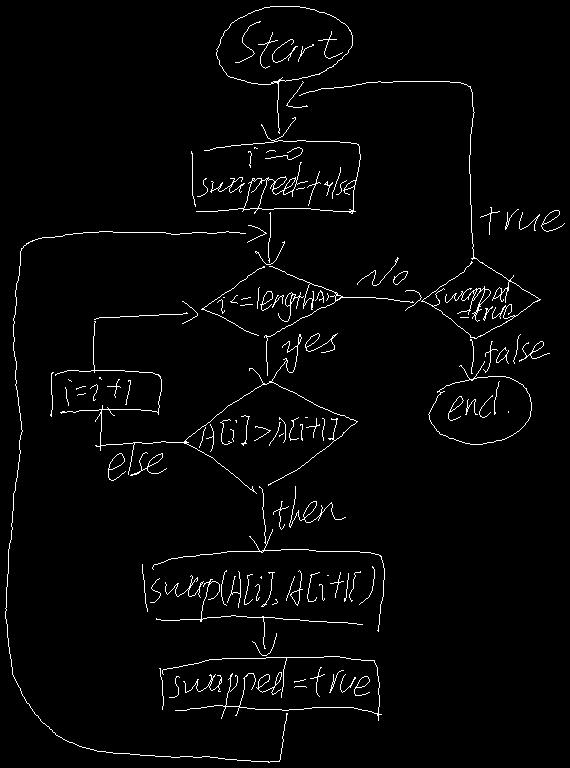 Start
i=0
swapped=false
i<=length(A)-1
No
swapped
=true
true
false
end.
yes
i=i+1
A[i]>A[i+1]
else
then
swap(A[i],A[i+1])
swapped=true